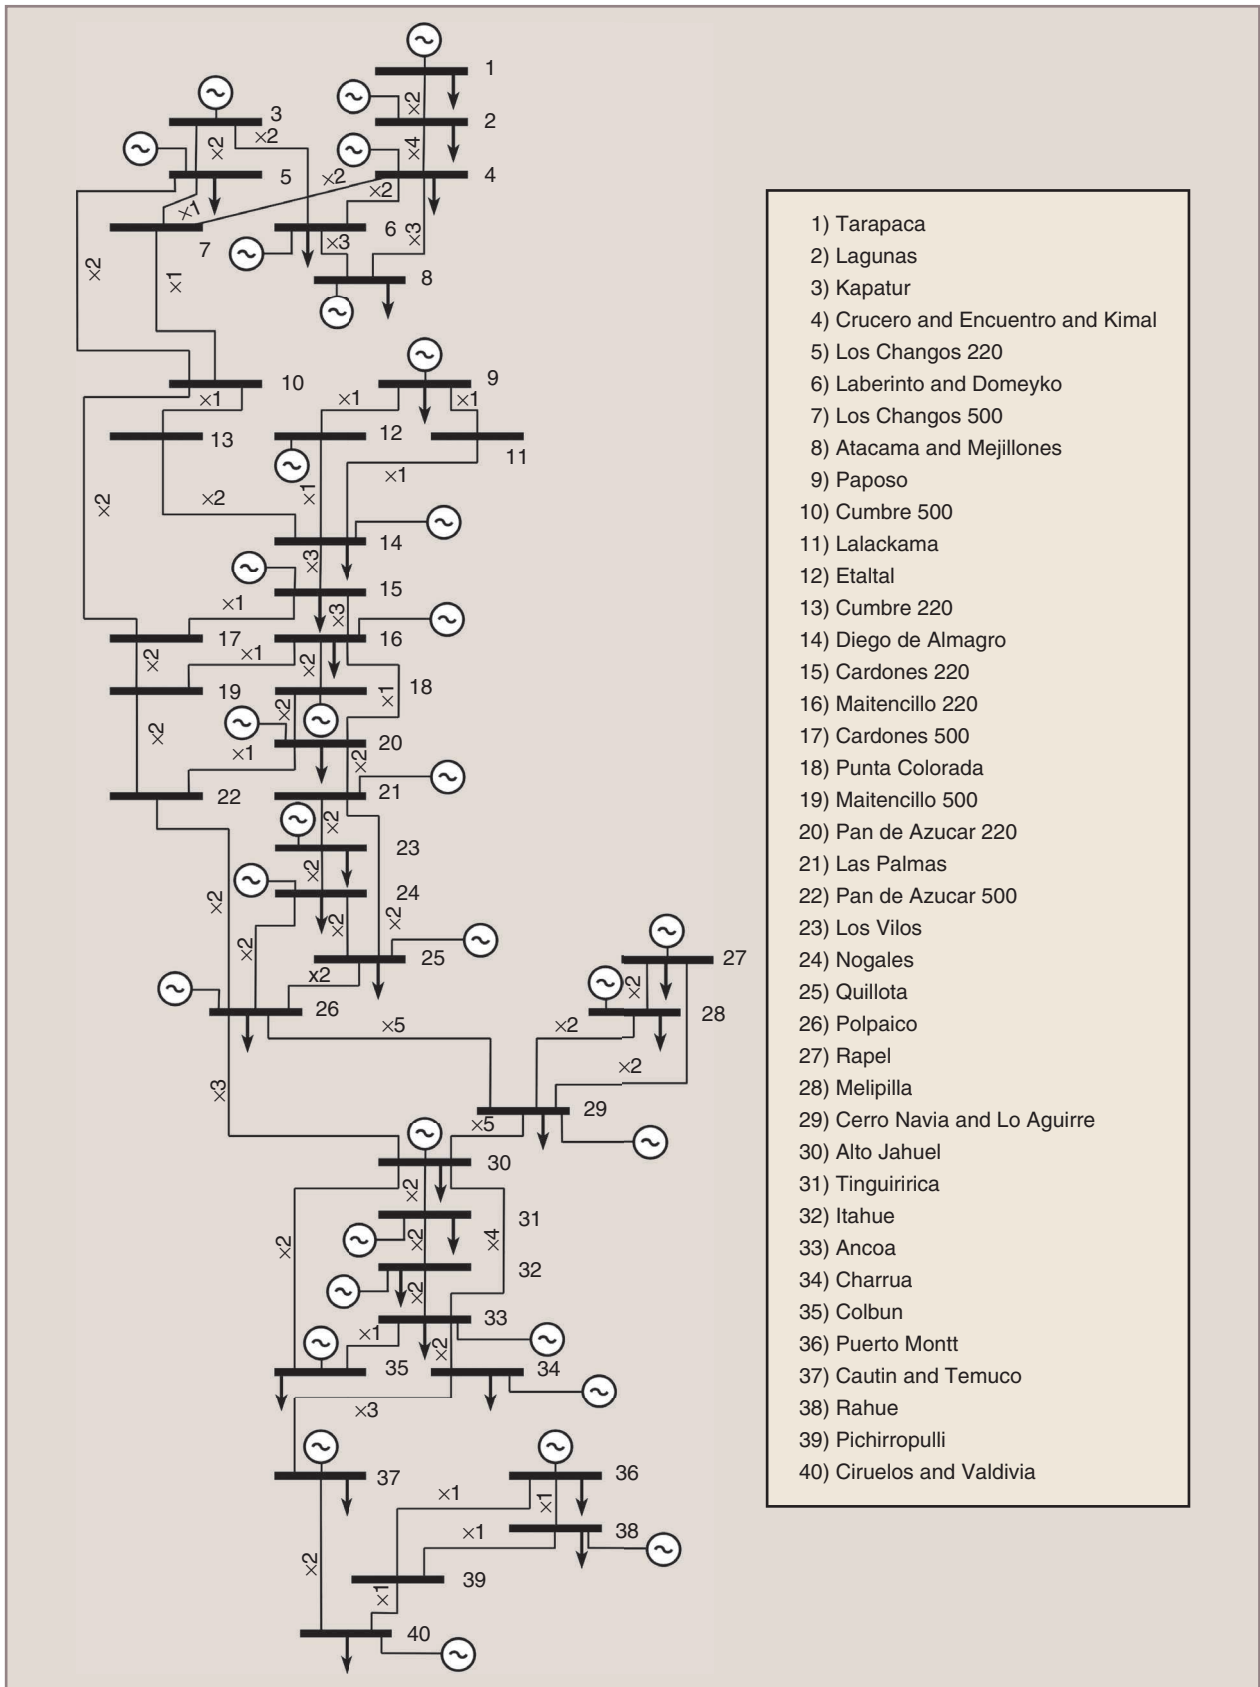 1
×2
2
3
×2
×2
×4
4
5
×2
×2
×1
6
×3
×3
7
8
×2
×1
10
9
×1
×1
×1
13
12
11
×1
×2
×1
×2
14
×3
15
×1
×3
17
16
×1
×2
×2
19
18
×1
×2
×2
20
×1
×2
22
21
×2
23
×2
×2
24
×2
×2
×2
25
x2
26
27
×2
28
×5
×2
×2
×3
29
×5
30
×2
31
×2
×4
×2
32
×2
33
×1
×2
35
34
×3
37
36
×1
×1
38
×1
×2
39
×1
40
1) Tarapaca
2) Lagunas
3) Kapatur
4) Crucero and Encuentro and Kimal
5) Los Changos 220
6) Laberinto and Domeyko
7) Los Changos 500
8) Atacama and Mejillones
9) Paposo
10) Cumbre 500
11) Lalackama
12) Etaltal
13) Cumbre 220
14) Diego de Almagro
15) Cardones 220
16) Maitencillo 220
17) Cardones 500
18) Punta Colorada
19) Maitencillo 500
20) Pan de Azucar 220
21) Las Palmas
22) Pan de Azucar 500
23) Los Vilos
24) Nogales
25) Quillota
26) Polpaico
27) Rapel
28) Melipilla
29) Cerro Navia and Lo Aguirre
30) Alto Jahuel
31) Tinguiririca
32) Itahue
33) Ancoa
34) Charrua
35) Colbun
36) Puerto Montt
37) Cautin and Temuco
38) Rahue
39) Pichirropulli
40) Ciruelos and Valdivia